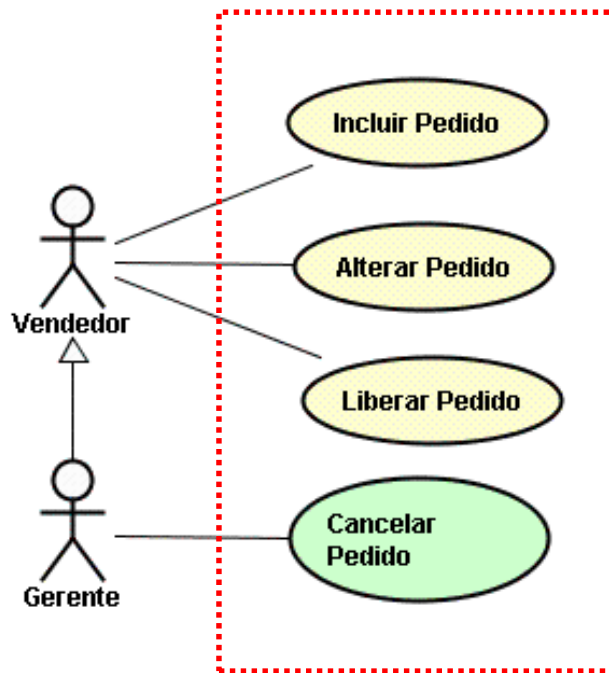 Incluir Pedido
Alterar Pedido
Vendedor
Liberar Pedido
Cancelar
Pedido
Gerente